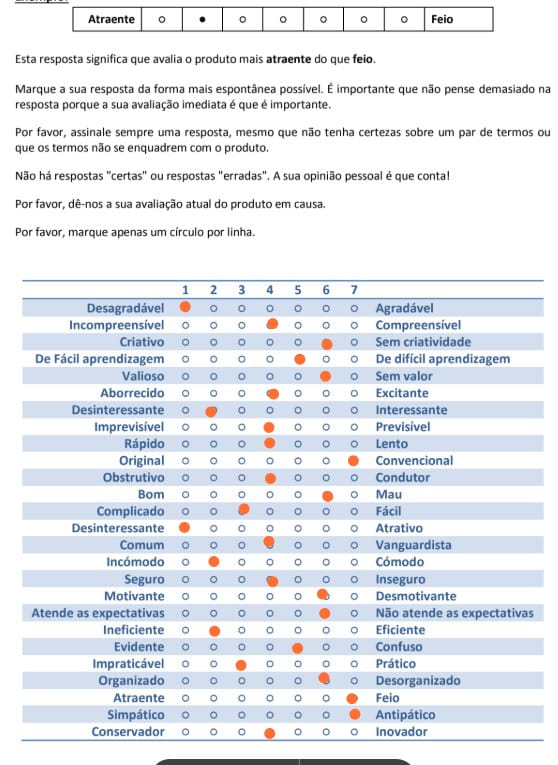 Atraente Feio
Esta resposta significa que avalia o produto mais atraente do que feio.
Marque a sua resposta da forma mais espontânea possível. É importante que não pense demasiado na
resposta porque a sua avaliação imediata é que é importante.
Por favor, assinale sempre uma resposta, mesmo que não tenha certezas sobre um par de termos ou
que os termos não se enquadrem com o produto.
Não há respostas "certas" ou respostas "erradas". A sua opinião pessoal é que conta!
Por favor, dê-nos a sua avaliação atual do produto em causa.
Por favor, marque apenas um círculo por linha.
1 2 3 4 5 6 7
Desagradável Agradável
Incompreensível Compreensível
Criativo Sem criatividade
De Fácil aprendizagem De difícil aprendizagem
Valioso Sem valor
Aborrecido Excitante
Desinteressante Interessante
Imprevisível Previsível
Rápido Lento
Original Convencional
Obstrutivo Condutor
Bom Mau
Complicado Fácil
Desinteressante Atrativo
Comum Vanguardista
Incómodo Cómodo
Seguro Inseguro
Motivante Desmotivante
Atende as expectativas Não atende as expectativas
Ineficiente Eficiente
Evidente Confuso
Impraticável Prático
Organizado Desorganizado
Atraente Feio
Simpático Antipático
Conservador Inovador